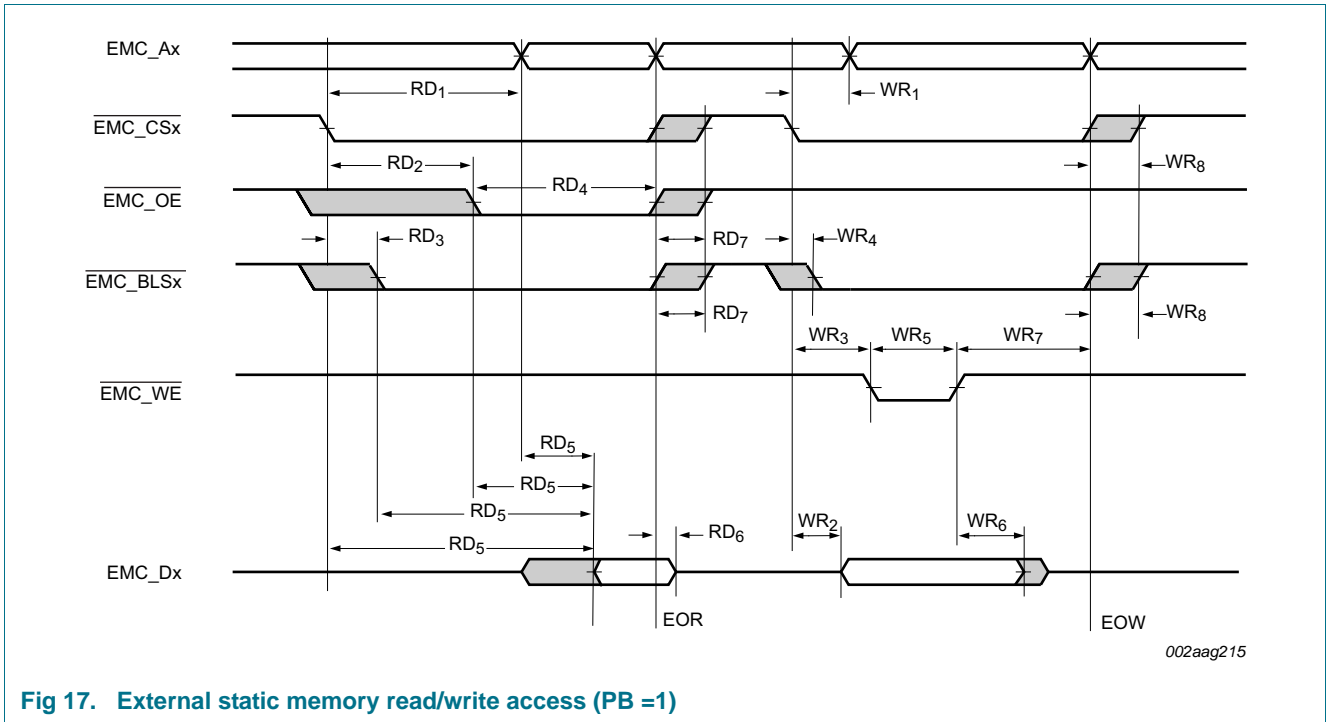 EMC_Ax
RD1
WR1
EMC_CSx
RD2
WR8
RD4
EMC_OE
RD3
RD7
WR4
EMC_BLSx
RD7
WR8
WR3
WR5
WR7
EMC_WE
RD5
RD5
RD5
WR2
WR6
RD6
RD5
EMC_Dx
EOR
EOW
002aag215
Fig 17. External static memory read/write access (PB =1)